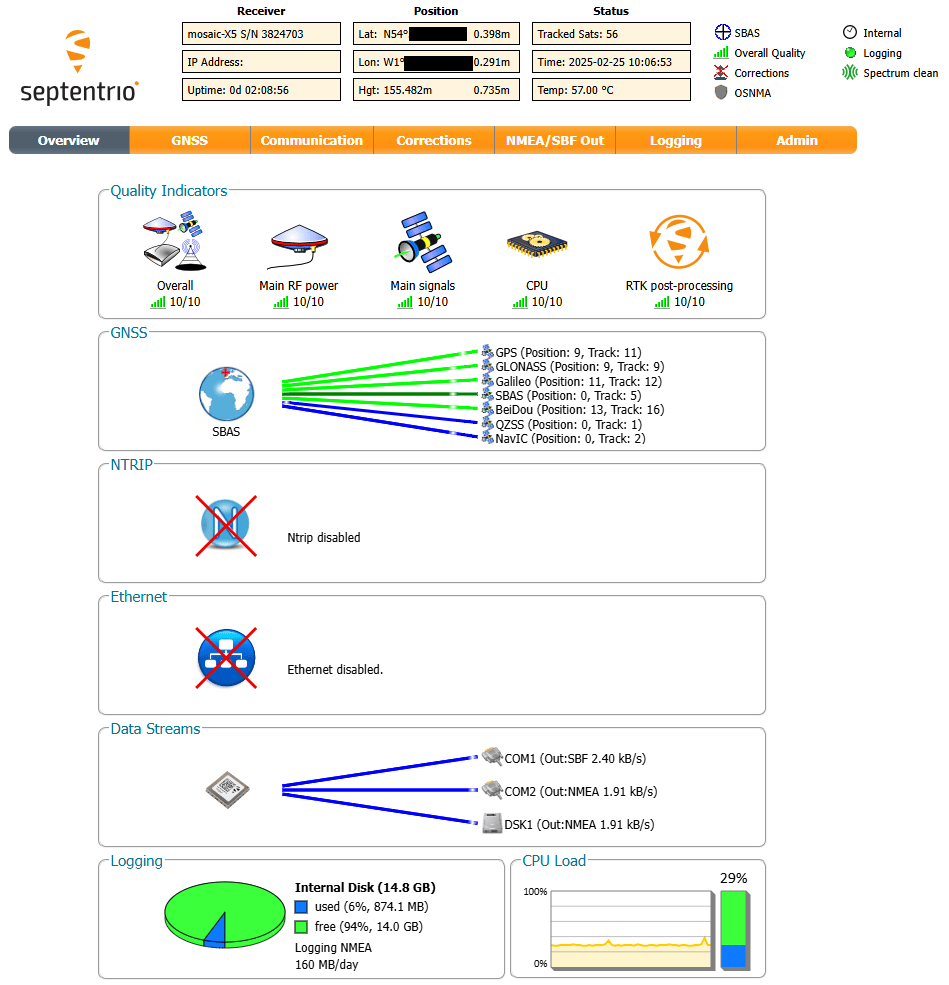 septentrio
Receiver
mosaic-X5 S/N 3824703
IP Address:
Uptime: 0d 02:08:56
Position
Lat: N54° 0.398m
Lon: W1° 0.291m
Hgt: 155.482m 0.735m
Status
Tracked Sats: 56
Time: 2025-02-25 10:06:53
Temp: 57.00 °C
SBAS
Overall Quality
Corrections
OSNMA
Internal
Logging
Spectrum clean
Overview GNSS Communication Corrections NMEA/SBF Out Logging Admin
Quality Indicators
Overall
10/10
Main RF power
10/10
Main signals
10/10
CPU
10/10
RTK post-processing
10/10
GNSS
SBAS
GPS (Position: 9, Track: 11)
GLONASS (Position: 9, Track: 9)
Galileo (Position: 11, Track: 12)
SBAS (Position: 0, Track: 5)
BeiDou (Position: 13, Track: 16)
QZSS (Position: 0, Track: 1)
NavIC (Position: 0, Track: 2)
NTRIP
N
Ntrip disabled
Ethernet
Ethernet disabled.
Data Streams
COM1 (Out:SBF 2.40 kB/s)
COM2 (Out:NMEA 1.91 kB/s)
DSK1 (Out:NMEA 1.91 kB/s)
Logging
Internal Disk (14.8 GB)
used (6%, 874.1 MB)
free (94%, 14.0 GB)
Logging NMEA
160 MB/day
CPU Load
29%
100%
0%